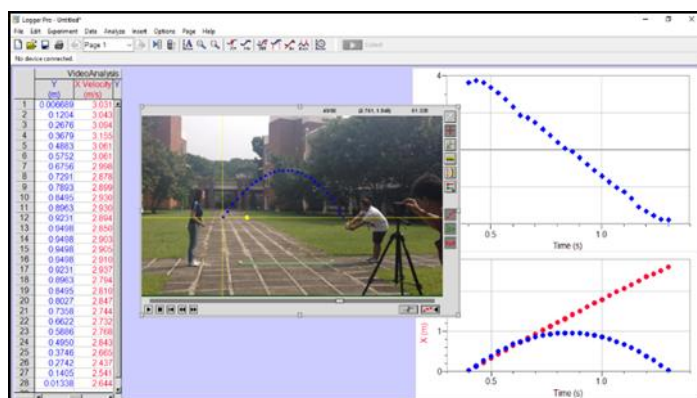 Logger Pro - Untitled*
File Edit Experiment Data Analyze Insert Options Page Help
Page 1
Collect
No device connected.
VideoAnalysis
Y X Velocity Y
(m) (m/s)
1 0.006689 3.031
2 0.1204 3.043
3 0.2676 3.094
4 0.3679 3.155
5 0.4883 3.061
6 0.5752 3.061
7 0.6756 2.998
8 0.7291 2.878
9 0.7893 2.899
10 0.8495 2.930
11 0.8963 2.930
12 0.9231 2.894
13 0.9498 2.850
14 0.9498 2.903
15 0.9498 2.905
16 0.9498 2.918
17 0.9231 2.937
18 0.8963 2.794
19 0.8495 2.810
20 0.8027 2.847
21 0.7358 2.744
22 0.6622 2.732
23 0.5886 2.768
24 0.4950 2.843
25 0.3746 2.665
26 0.2742 2.437
27 0.1405 2.541
28 0.01338 2.644
4
0.5 1.0
Time (s)
X (m)
1
0.5 1.0
Time (s)